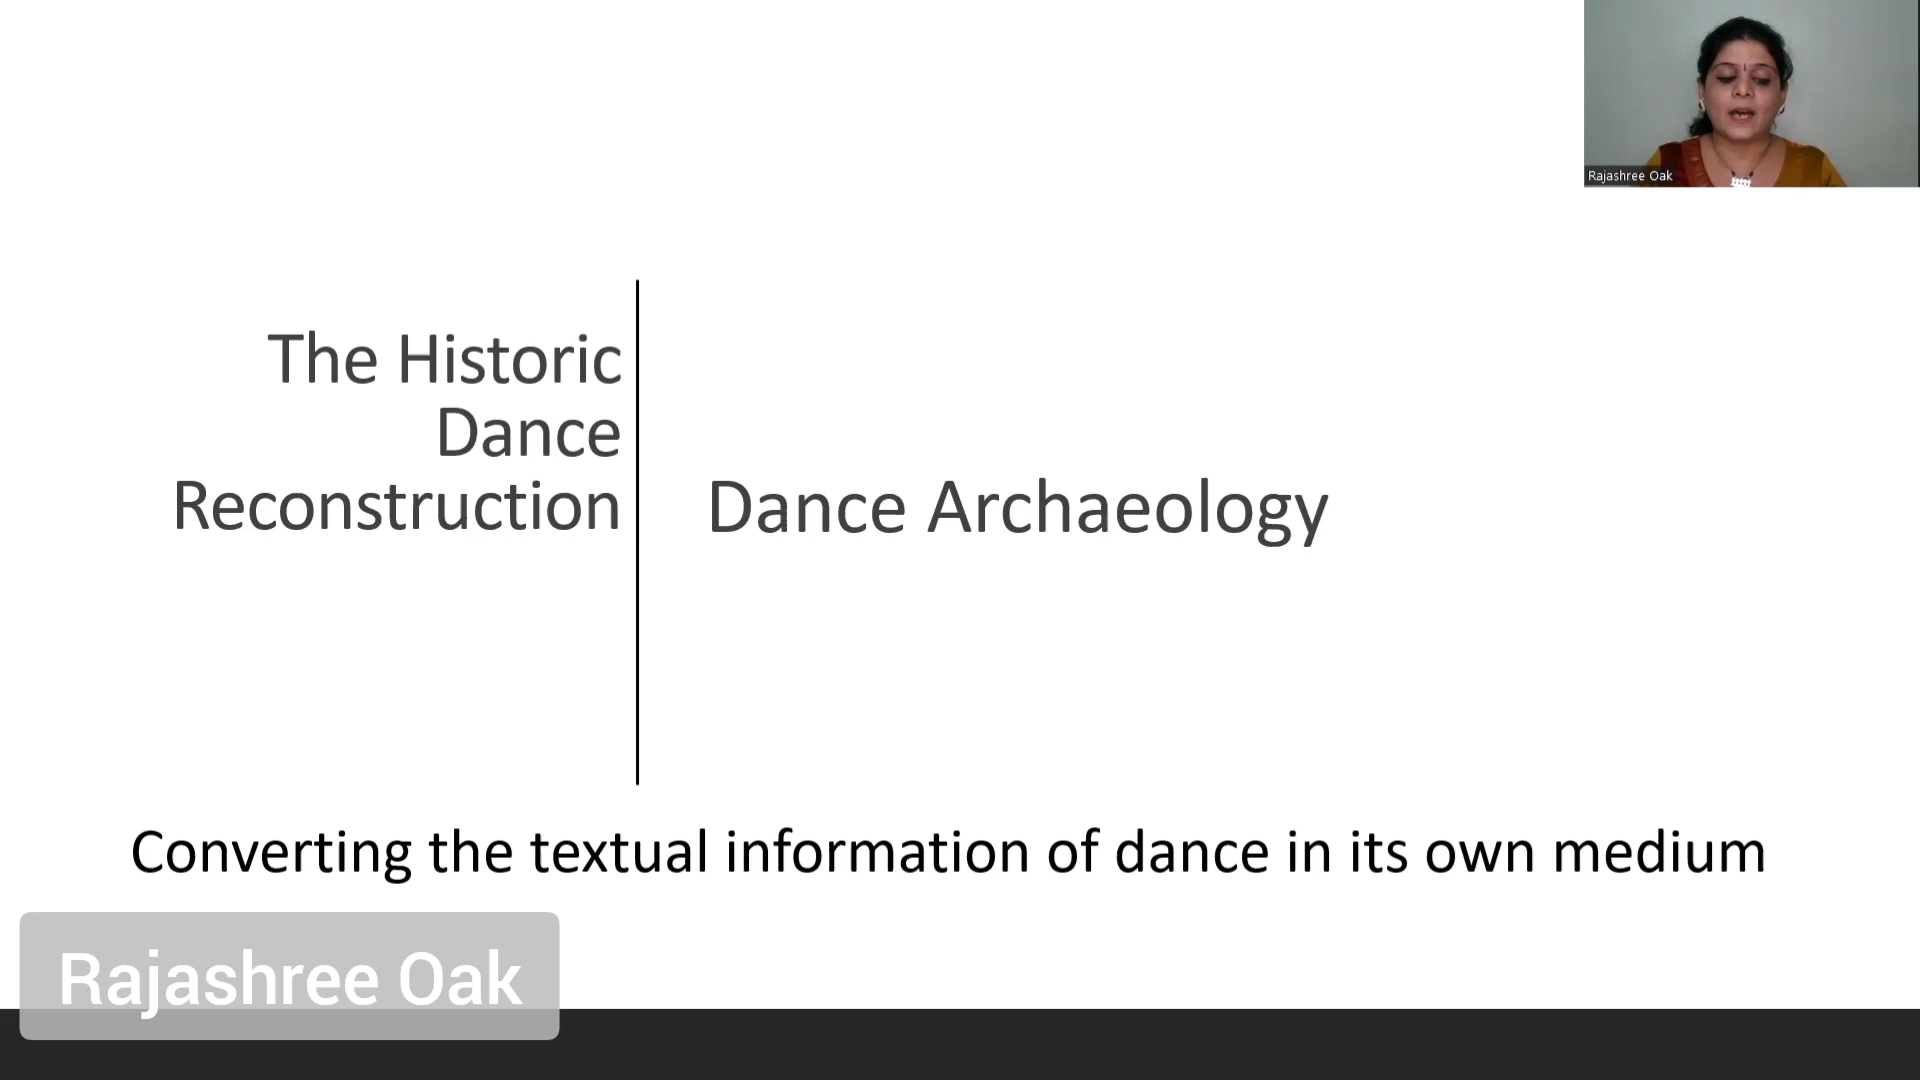 Rajashree Oak
The Historic
Dance
Reconstruction
Dance Archaeology
Converting the textual information of dance in its own medium
Rajashree Oak